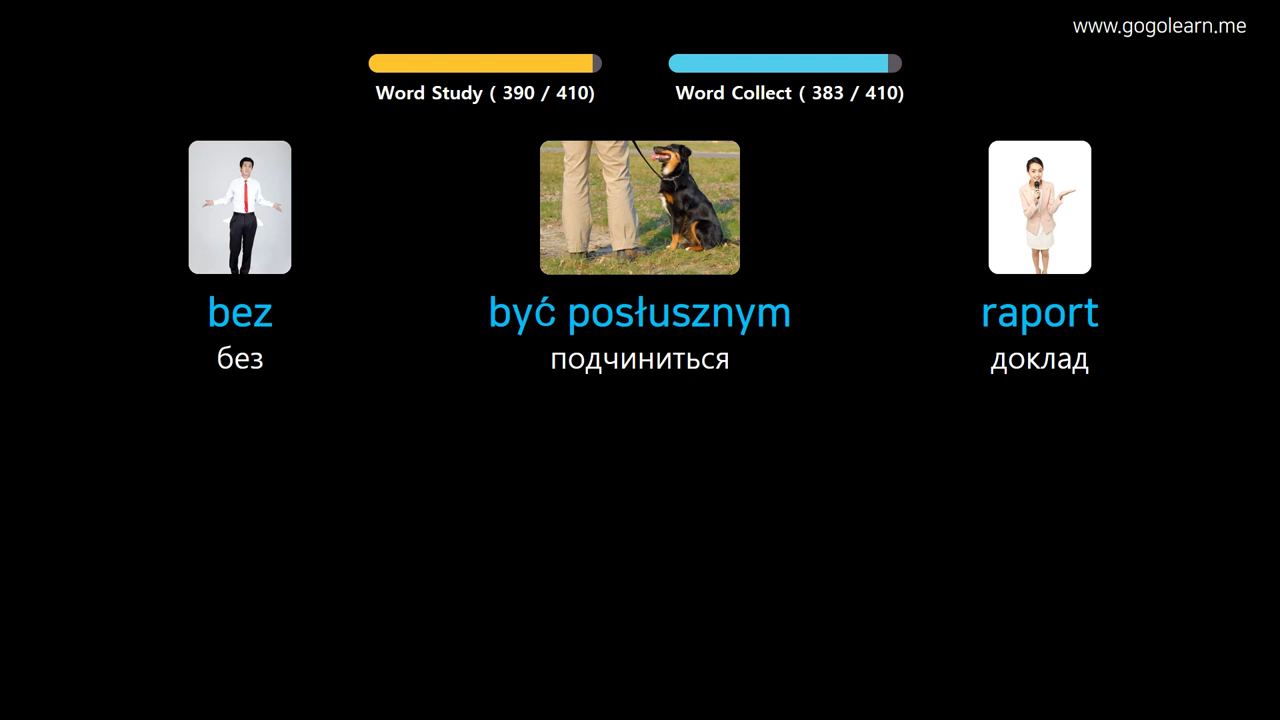 www.gogolearn.me
Word Study ( 390 / 410)
Word Collect ( 383 / 410)
bez
być posłusznym
raport
без
подчиниться
доклад